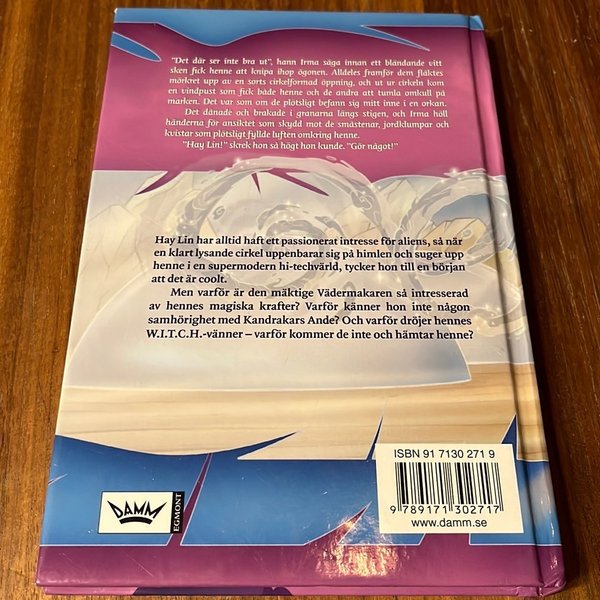 "Det där ser inte bra ut", hann Irma säga innan ett bländande vitt
sken fick henne att knipa ihop ögonen. Alldeles framför dem fläktes
mörkret upp av en sorts cirkelformad öppning, och ut ur cirkeln kom
en vindpust som fick både henne och de andra att tumla omkull på
marken. Det var som om de plötsligt befann sig mitt inne i en orkan.
Det dånade och brakade i granarna längs stigen, och Irma höll
händerna för ansiktet som skydd mot de småstenar, jordklumpar och
kvistar som plötsligt fyllde luften omkring henne.
"Hay Lin!" skrek hon så högt hon kunde. "Gör något!"
Hay Lin har alltid haft ett passionerat intresse för aliens, så när
en klart lysande cirkel uppenbarar sig på himlen och suger upp
henne i en supermodern hi-techvärld, tycker hon till en början
att det är coolt.
Men varför är den mäktige Vädermakaren så intresserad
av hennes magiska krafter? Varför känner hon inte någon
samhörighet med Kandrakars Ande? Och varför dröjer hennes
W.I.T.C.H.-vänner – varför kommer de inte och hämtar henne?
ISBN 91 7130 271 9
9 789171 302717
www.damm.se
DAMM
EGMONT